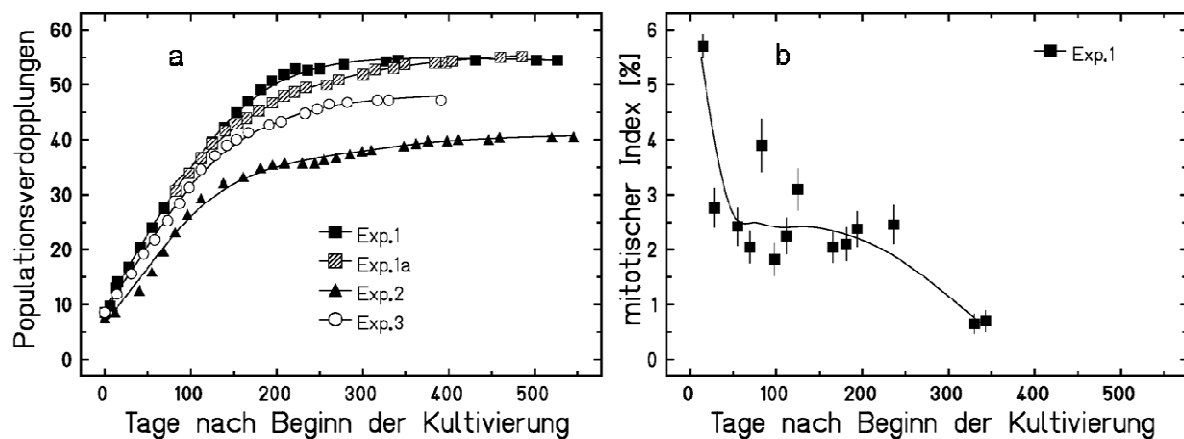 Populationsverdopplungen
60
50
40
30
20
10
0
a
Exp.1
Exp.1a
Exp.2
Exp.3
0 100 200 300 400 500
Tage nach Beginn der Kultivierung
mitotischer Index [%]
6
5
4
3
2
1
0
b
Exp.1
0 100 200 300 400 500
Tage nach Beginn der Kultivierung